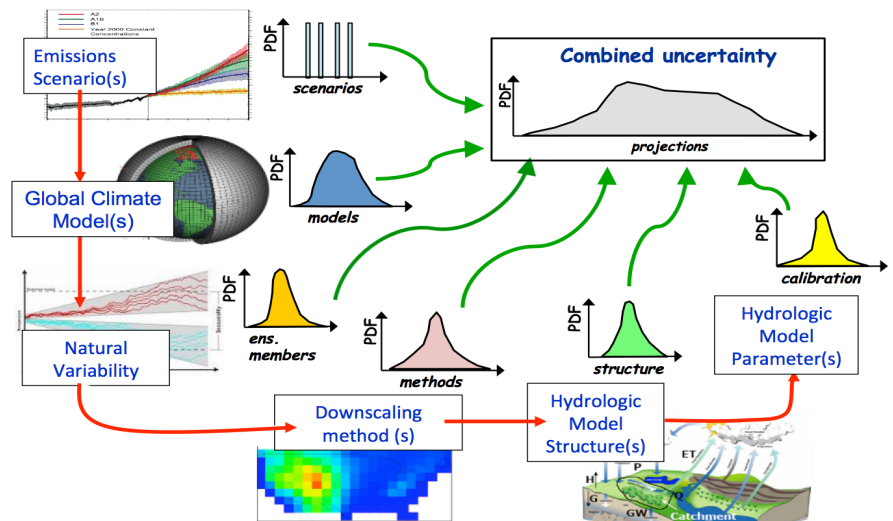 A2
A1B
B1
Year 2000 Constant
Concentrations
Emissions
Scenario(s)
PDF
scenarios
Combined uncertainty
PDF
projections
Global Climate
Model(s)
PDF
models
PDF
calibration
Natural
Variability
PDF
ens.
members
PDF
methods
PDF
structure
Hydrologic
Model
Parameter(s)
Downscaling
method (s)
Hydrologic
Model
Structure(s)
ET
P
H
G
Q
GW
Catchment